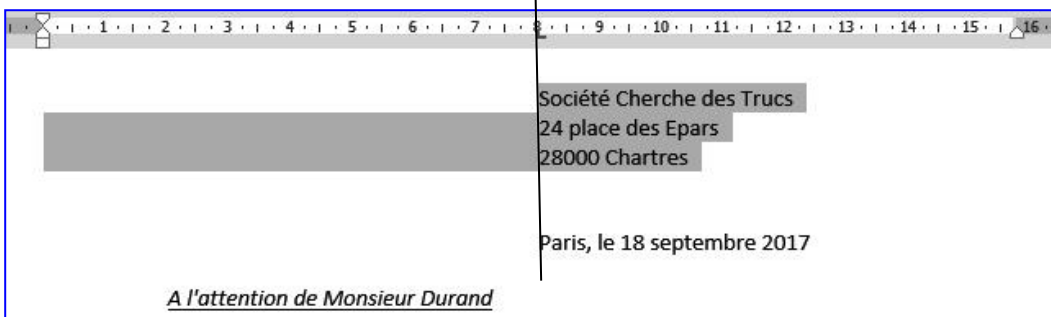 1 2 3 4 5 6 7 8 9 10 11 12 13 14 15 16
Société Cherche des Trucs
24 place des Epars
28000 Chartres
Paris, le 18 septembre 2017
A l'attention de Monsieur Durand